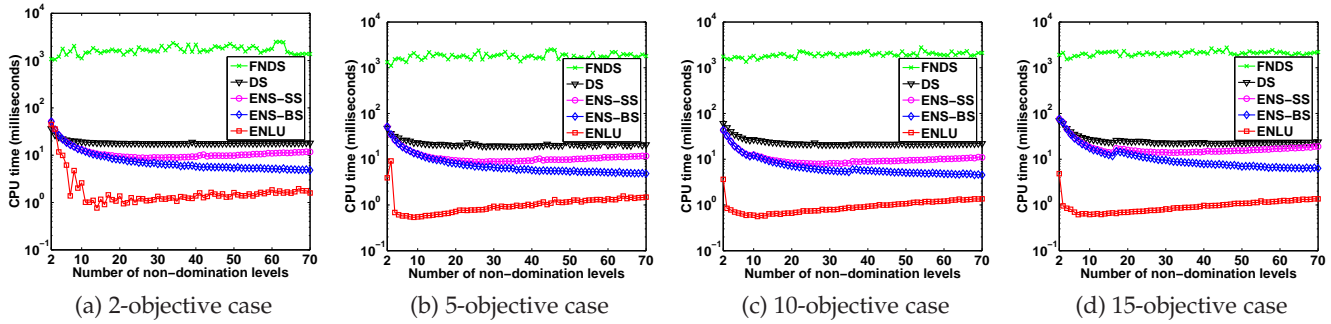 CPU time (milliseconds)
10^4
10^3
10^2
10^1
10^0
10^-1
FNDS
DS
ENS-SS
ENS-BS
ENLU
2 10 20 30 40 50 60 70
Number of non-domination levels
(a) 2-objective case
CPU time (milliseconds)
10^4
10^3
10^2
10^1
10^0
10^-1
FNDS
DS
ENS-SS
ENS-BS
ENLU
2 10 20 30 40 50 60 70
Number of non-domination levels
(b) 5-objective case
CPU time (milliseconds)
10^4
10^3
10^2
10^1
10^0
10^-1
FNDS
DS
ENS-SS
ENS-BS
ENLU
2 10 20 30 40 50 60 70
Number of non-domination levels
(c) 10-objective case
CPU time (milliseconds)
10^4
10^3
10^2
10^1
10^0
10^-1
FNDS
DS
ENS-SS
ENS-BS
ENLU
2 10 20 30 40 50 60 70
Number of non-domination levels
(d) 15-objective case